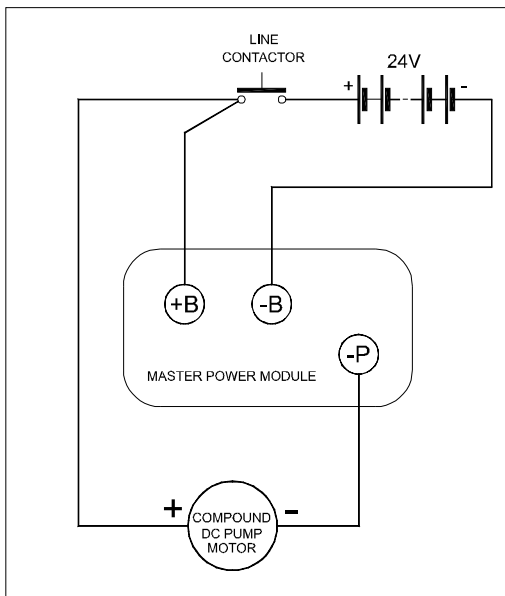 LINE
CONTACTOR
24V
+ -
+B -B
-P
MASTER POWER MODULE
+ -
COMPOUND
DC PUMP
MOTOR